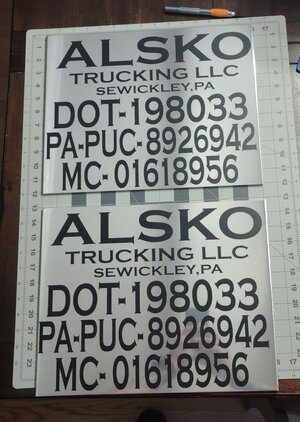 ALSKO
TRUCKING LLC
SEWICKLEY,PA
DOT-198033
PA-PUC-8926942
MC-01618956
ALSKO
TRUCKING LLC
SEWICKLEY,PA
DOT-198033
PA-PUC-8926942
MC-01618956